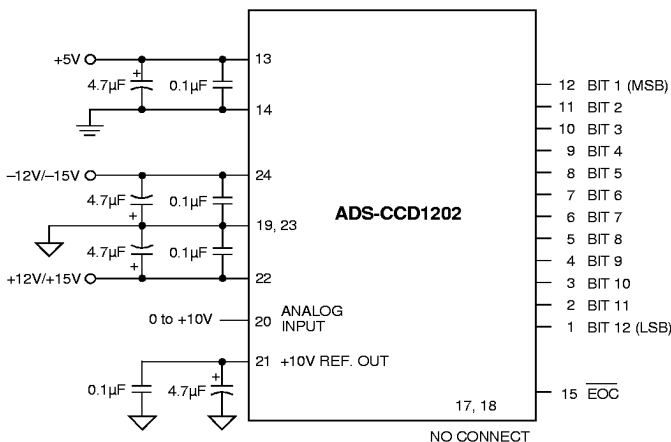 +5V
4.7µF
+
0.1µF
13
14
–12V/–15V
4.7µF
+
0.1µF
24
19, 23
4.7µF
+
0.1µF
+12V/+15V
22
0 to +10V
20 ANALOG
INPUT
21 +10V REF. OUT
0.1µF
4.7µF
+
ADS-CCD1202
12 BIT 1 (MSB)
11 BIT 2
10 BIT 3
9 BIT 4
8 BIT 5
7 BIT 6
6 BIT 7
5 BIT 8
4 BIT 9
3 BIT 10
2 BIT 11
1 BIT 12 (LSB)
15 E̅O̅C̅
17, 18
NO CONNECT